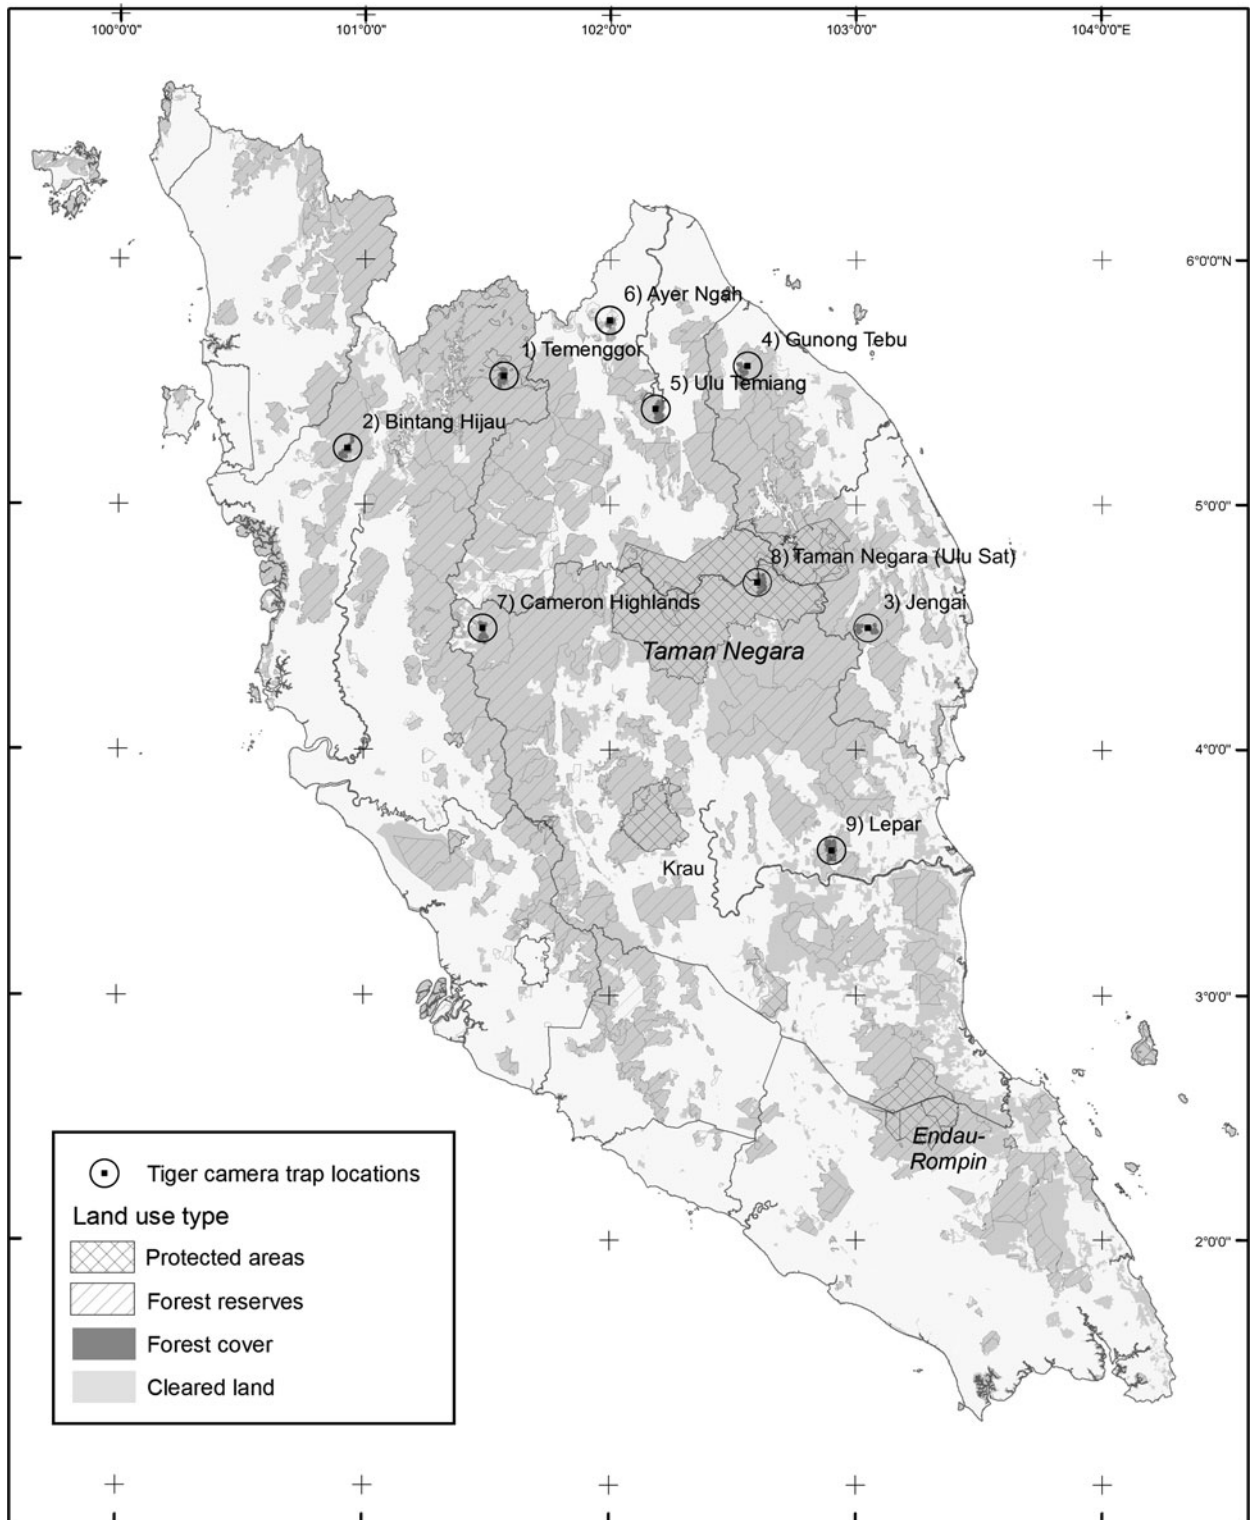 100°0'0"
101°0'0"
102°0'0"
103°0'0"
104°0'0"E
6°0'0"N
6) Ayer Ngah
4) Gunong Tebu
1) Temenggor
5) Ulu Temiang
2) Bintang Hijau
5°0'0"
8) Taman Negara (Ulu Sat)
7) Cameron Highlands
3) Jengai
Taman Negara
4°0'0"
9) Lepar
Krau
3°0'0"
Endau-
Rompin
2°0'0"
Tiger camera trap locations
Land use type
Protected areas
Forest reserves
Forest cover
Cleared land